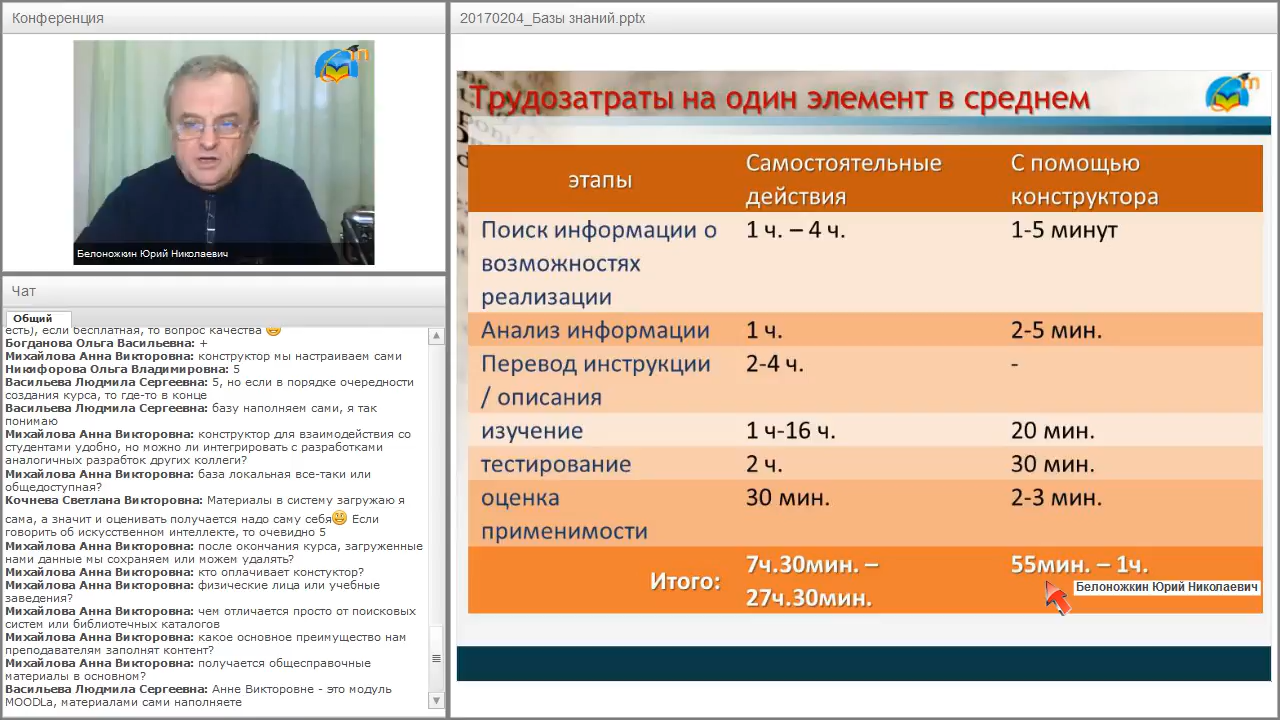 Конференция
Белоножкин Юрий Николаевич
Чат
Общий
есть), если бесплатная, то вопрос качества
Богданова Ольга Васильевна: +
Михайлова Анна Викторовна: конструктор мы настраиваем сами
Никифорова Ольга Владимировна: 5
Васильева Людмила Сергеевна: 5, но если в порядке очередности
создания курса, то где-то в конце
Васильева Людмила Сергеевна: базу наполняем сами, я так
понимаю
Михайлова Анна Викторовна: конструктор для взаимодействия со
студентами удобно, но можно ли интегрировать с разработками
аналогичных разрабток других коллеги?
Михайлова Анна Викторовна: база локальная все-таки или
общедоступная?
Кочнева Светлана Викторовна: Материалы в систему загружаю я
сама, а значит и оценивать получается надо саму себя Если
говорить об искусственном интеллекте, то очевидно 5
Михайлова Анна Викторовна: после окончания курса, загруженные
нами данные мы сохраняем или можем удалять?
Михайлова Анна Викторовна: кто оплачивает констуктор?
Михайлова Анна Викторовна: физические лица или учебные
заведения?
Михайлова Анна Викторовна: чем отличается просто от поисковых
систем или библиотечных каталогов
Михайлова Анна Викторовна: какое основное преимущество нам
преподавателям заполнят контент?
Михайлова Анна Викторовна: получается общесправочные
материалы в основном?
Васильева Людмила Сергеевна: Анне Викторовне - это модуль
MOODLa, материалами сами наполняете
20170204_Базы знаний.pptx
Трудозатраты на один элемент в среднем
этапы
Самостоятельные
действия
С помощью
конструктора
Поиск информации о
возможностях
реализации
1 ч. – 4 ч.
1-5 минут
Анализ информации
1 ч.
2-5 мин.
Перевод инструкции
/ описания
2-4 ч.
-
изучение
1 ч-16 ч.
20 мин.
тестирование
2 ч.
30 мин.
оценка
применимости
30 мин.
2-3 мин.
Итого:
7ч.30мин. –
27ч.30мин.
55мин. – 1ч.
Белоножкин Юрий Николаевич